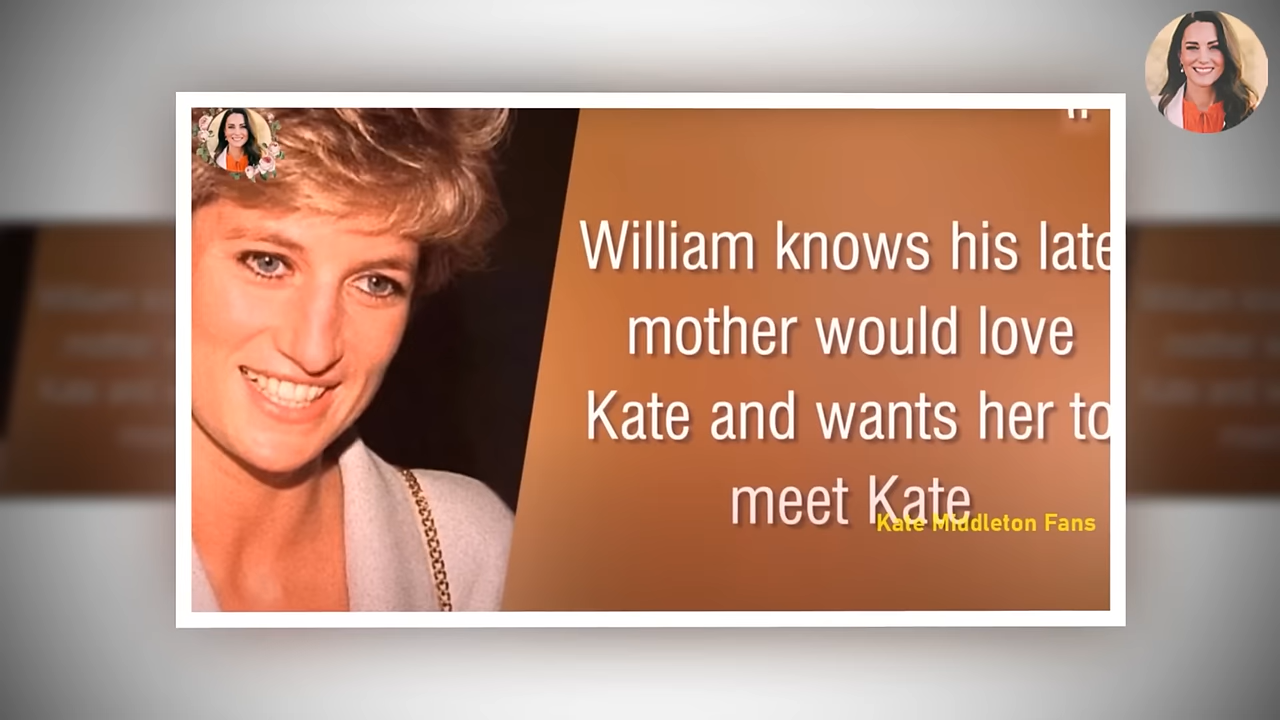 "
William knows his late
mother would love
Kate and wants her to
meet Kate
Kate Middleton Fans